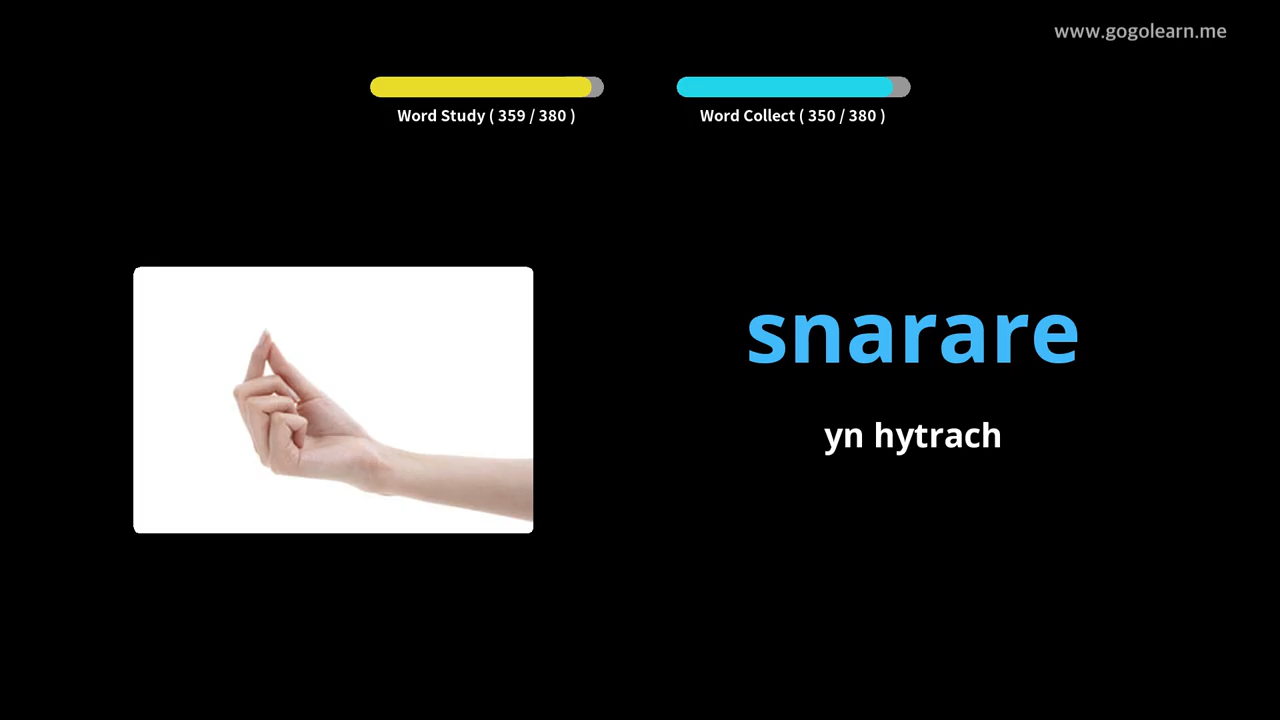 www.gogolearn.me
Word Study ( 359 / 380 )
Word Collect ( 350 / 380 )
snarare
yn hytrach